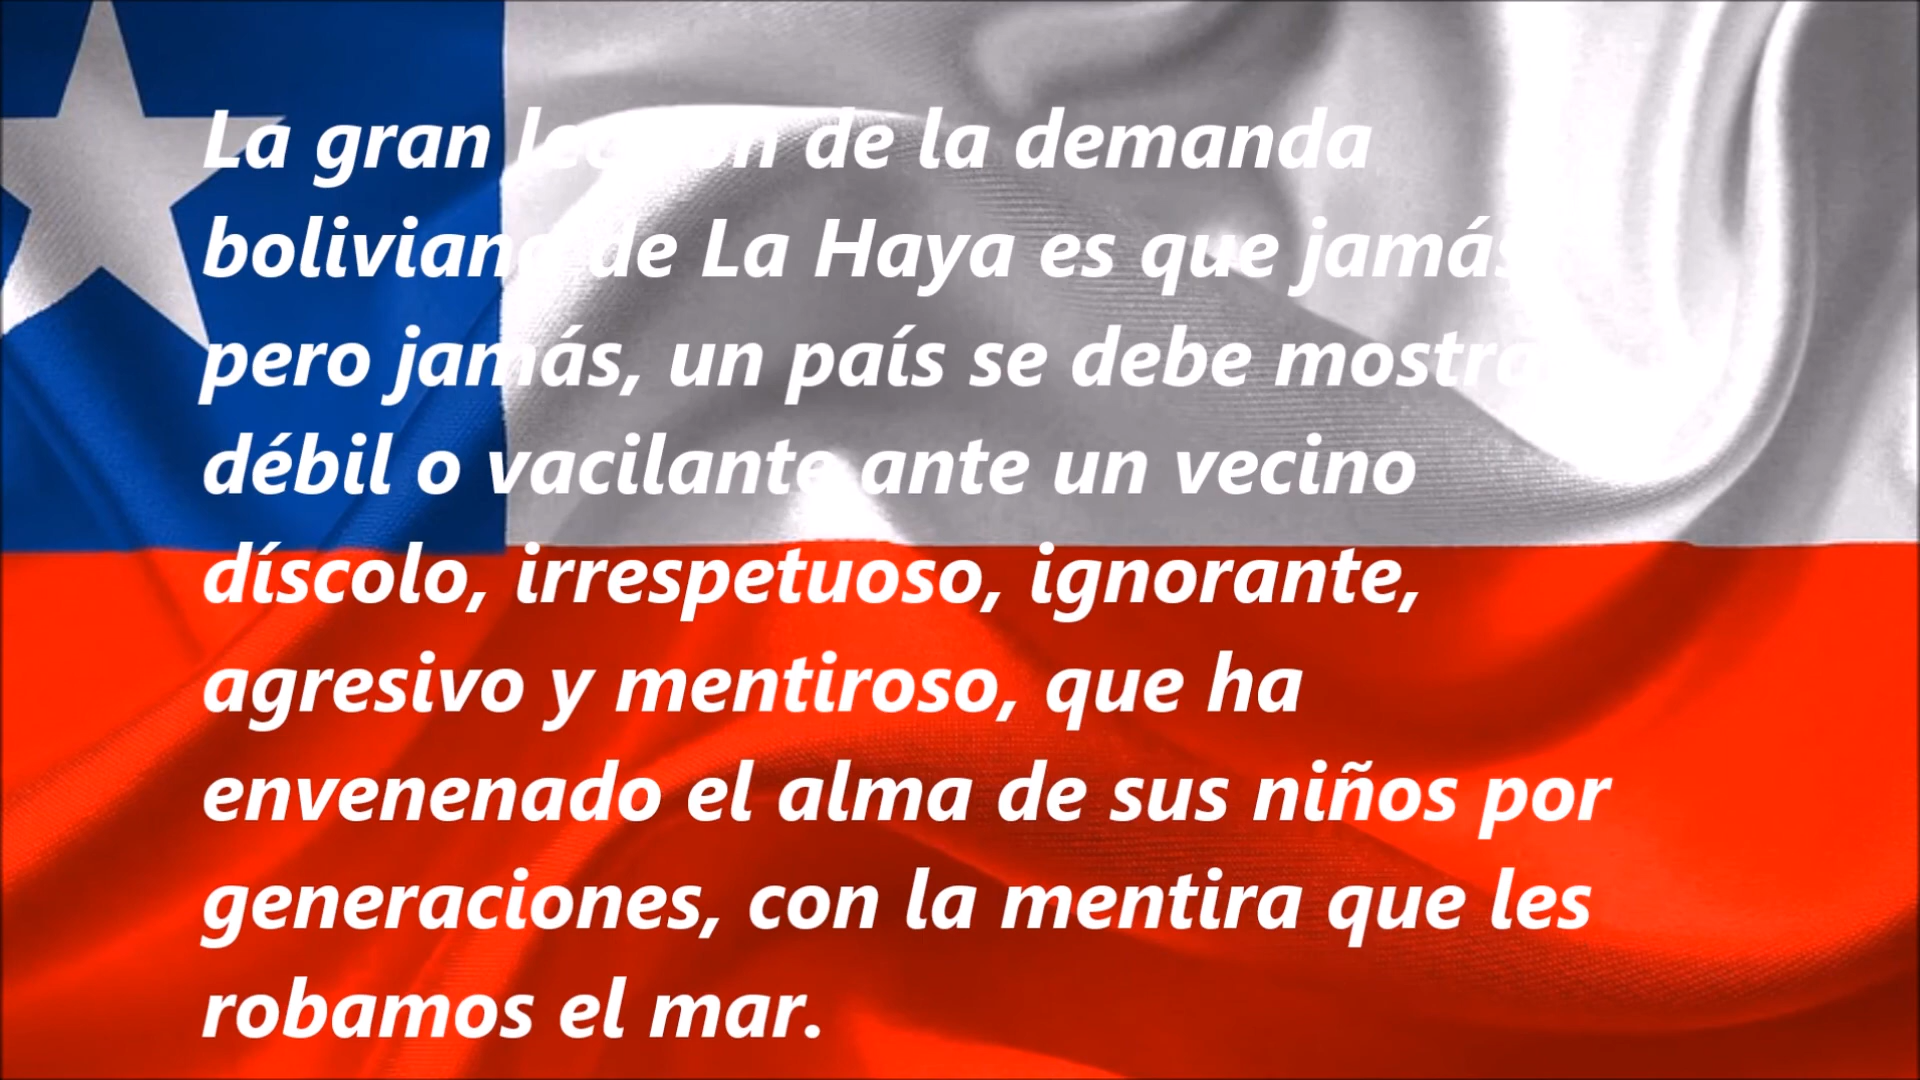 La gran lección de la demanda
boliviana de La Haya es que jamás
pero jamás, un país se debe mostrar
débil o vacilante ante un vecino
díscolo, irrespetuoso, ignorante,
agresivo y mentiroso, que ha
envenenado el alma de sus niños por
generaciones, con la mentira que les
robamos el mar.